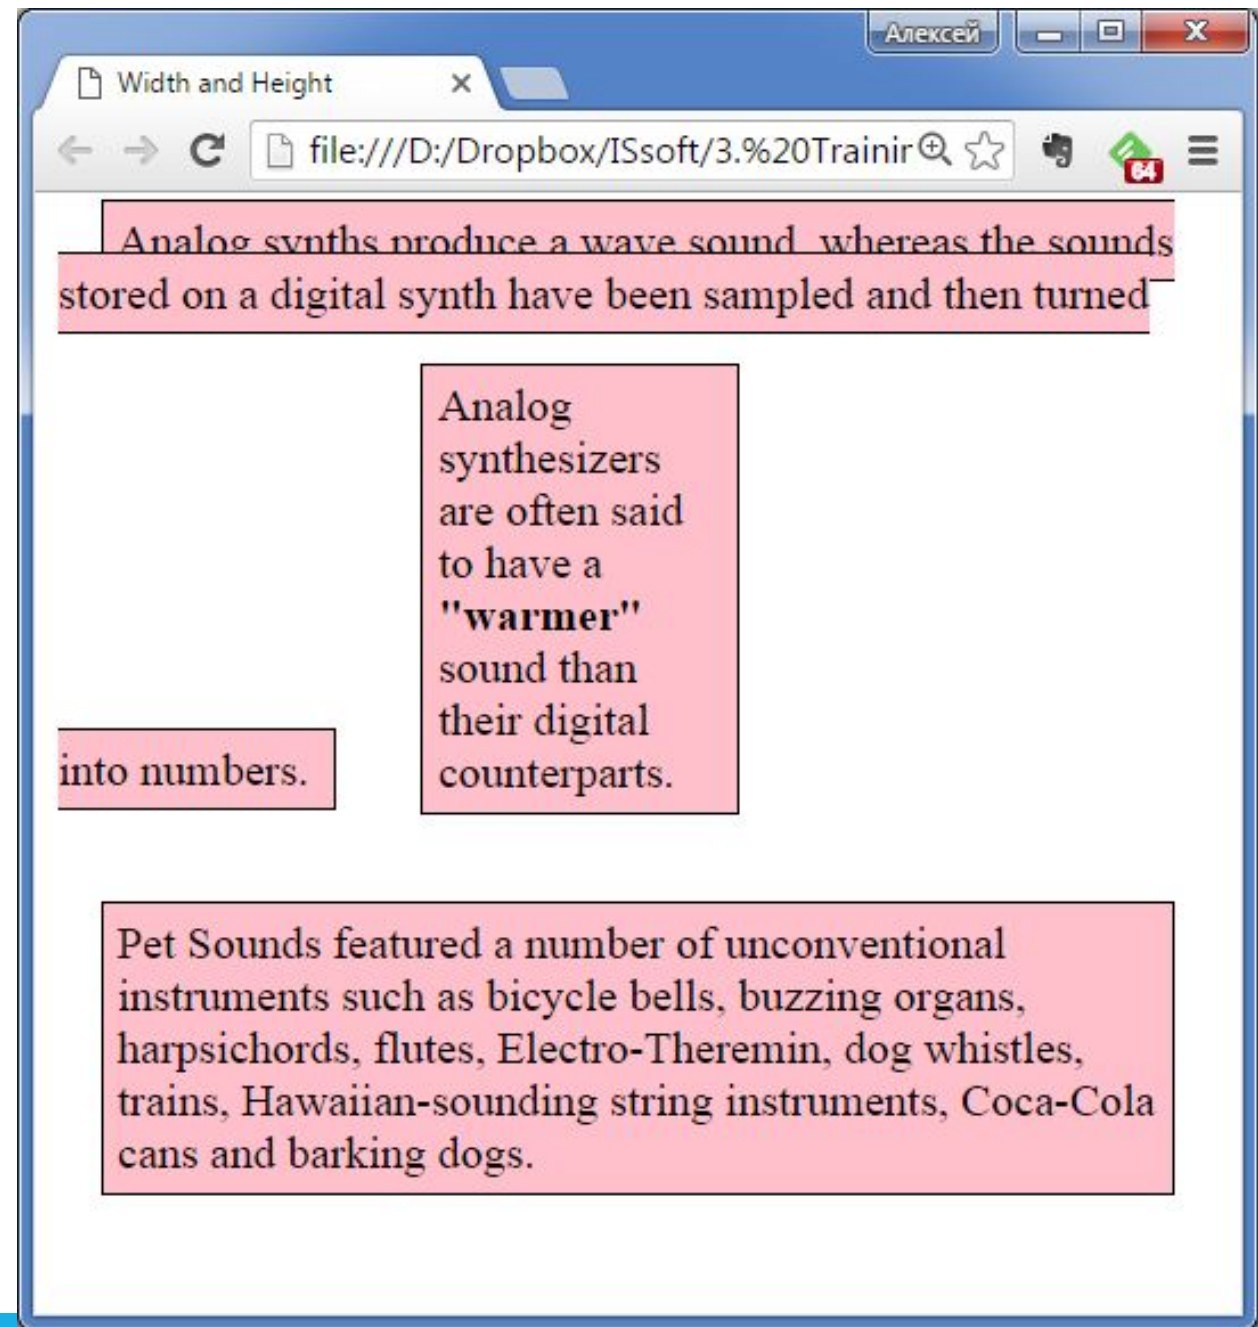 Алексей
Width and Height
file:///D:/Dropbox/ISsoft/3.%20Trainir
64
Analog synths produce a wave sound, whereas the sounds
stored on a digital synth have been sampled and then turned
Analog
synthesizers
are often said
to have a
"warmer"
sound than
their digital
counterparts.
into numbers.
Pet Sounds featured a number of unconventional
instruments such as bicycle bells, buzzing organs,
harpsichords, flutes, Electro-Theremin, dog whistles,
trains, Hawaiian-sounding string instruments, Coca-Cola
cans and barking dogs.